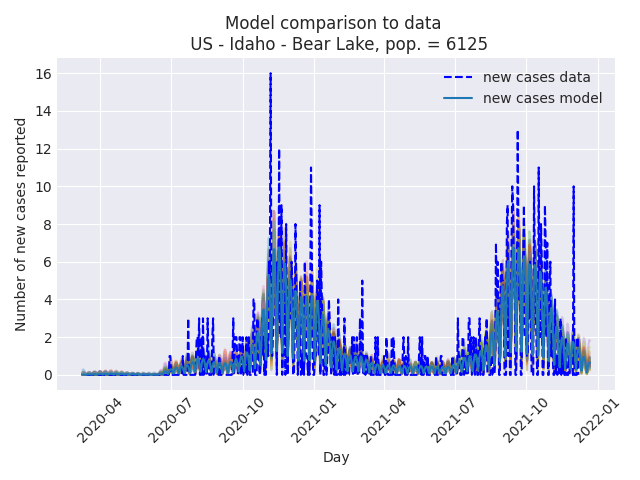 Model comparison to data
US - Idaho - Bear Lake, pop. = 6125
new cases data
new cases model
Number of new cases reported
16
14
12
10
8
6
4
2
0
2020-04
2020-07
2020-10
2021-01
2021-04
2021-07
2021-10
2022-01
Day